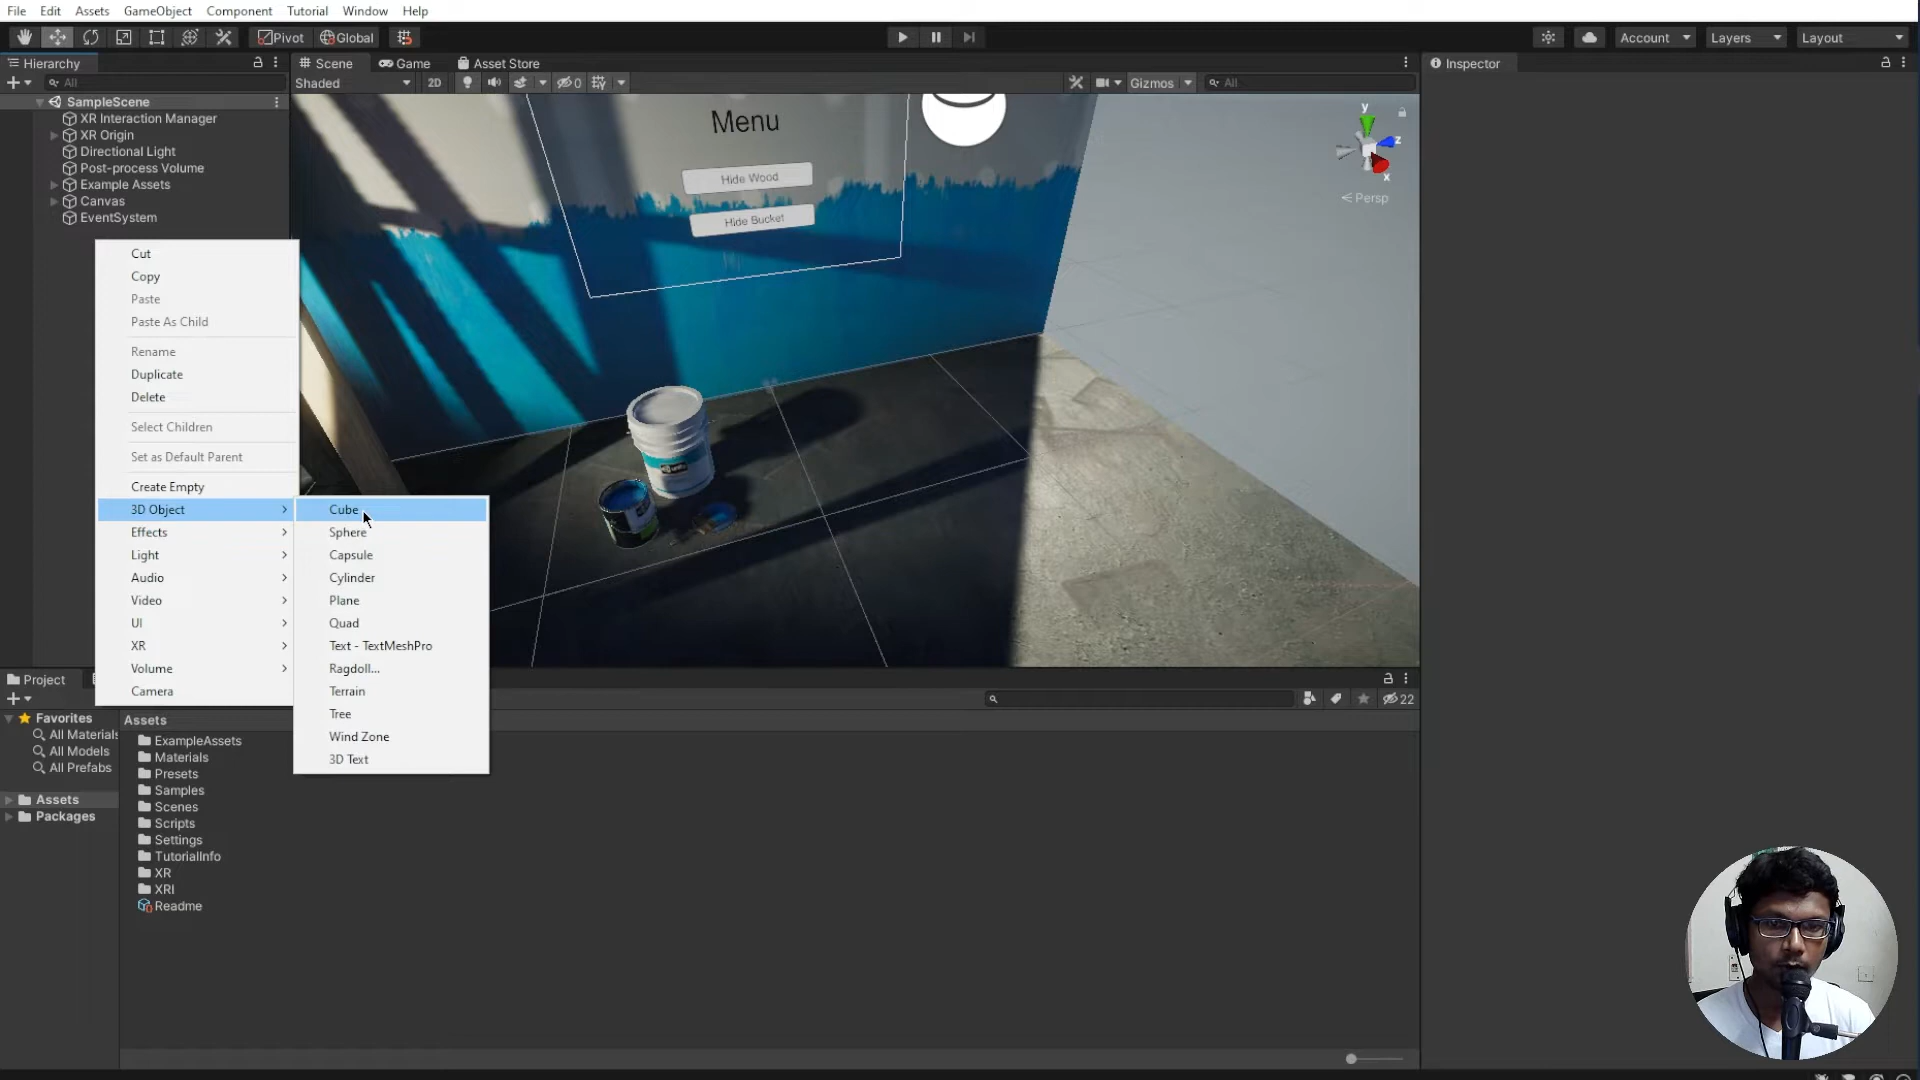 File Edit Assets GameObject Component Tutorial Window Help
Pivot Global Account Layers Layout
Hierarchy
All
SampleScene
XR Interaction Manager
XR Origin
Directional Light
Post-process Volume
Example Assets
Canvas
EventSystem
Scene Game Asset Store
Shaded 2D 0 Gizmos All
Menu
Hide Wood
Hide Bucket
y
z
x
< Persp
Inspector
Cut
Copy
Paste
Paste As Child
Rename
Duplicate
Delete
Select Children
Set as Default Parent
Create Empty
3D Object
Effects
Light
Audio
Video
UI
XR
Volume
Camera
Cube
Sphere
Capsule
Cylinder
Plane
Quad
Text - TextMeshPro
Ragdoll...
Terrain
Tree
Wind Zone
3D Text
Project
22
Favorites
All Materials
All Models
All Prefabs
Assets
Packages
Assets
ExampleAssets
Materials
Presets
Samples
Scenes
Scripts
Settings
TutorialInfo
XR
XRI
Readme